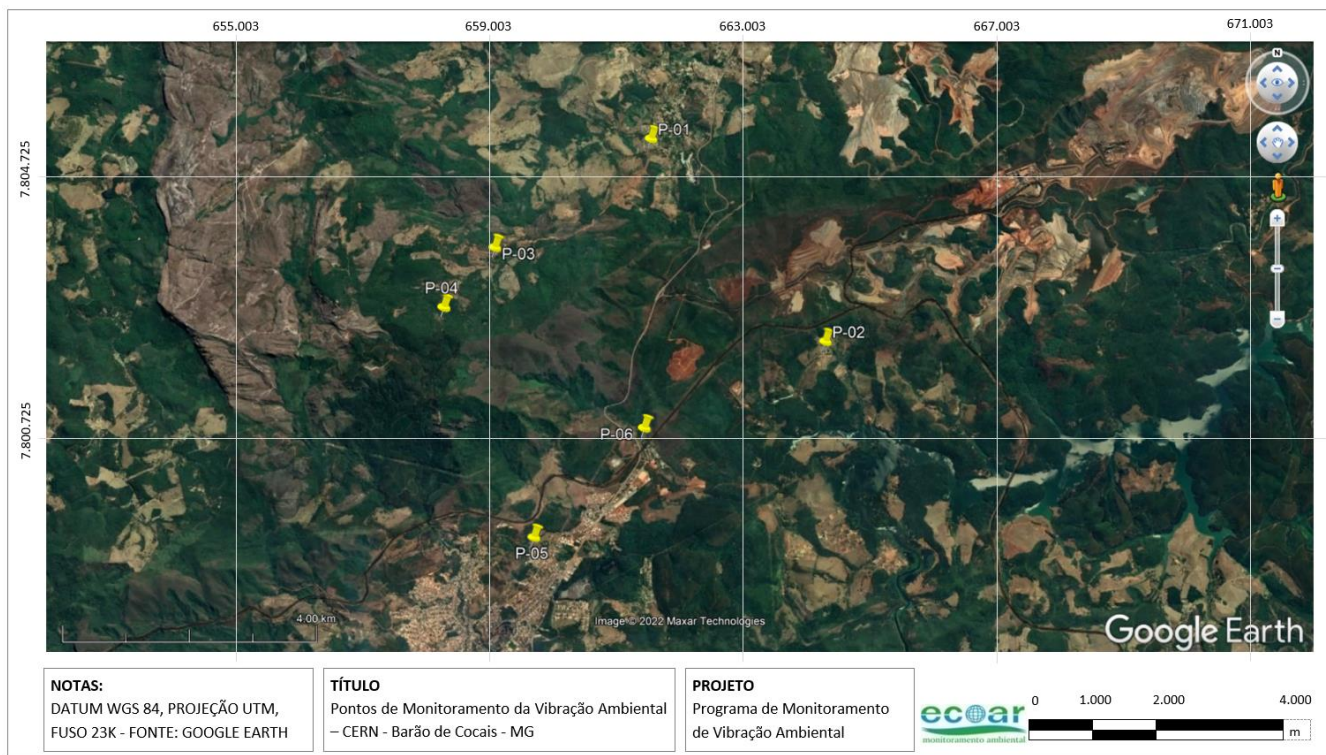 655.003
659.003
663.003
667.003
671.003
N
P-01
7.804.725
P-03
P-04
P-02
7.800.725
P-06
P-05
4.00 km
Image © 2022 Maxar Technologies
Google Earth
NOTAS:
DATUM WGS 84, PROJEÇÃO UTM,
FUSO 23K - FONTE: GOOGLE EARTH
TÍTULO
Pontos de Monitoramento da Vibração Ambiental
– CERN - Barão de Cocais - MG
PROJETO
Programa de Monitoramento
de Vibração Ambiental
ecoar
monitoramento ambiental
0 1.000 2.000 4.000
m